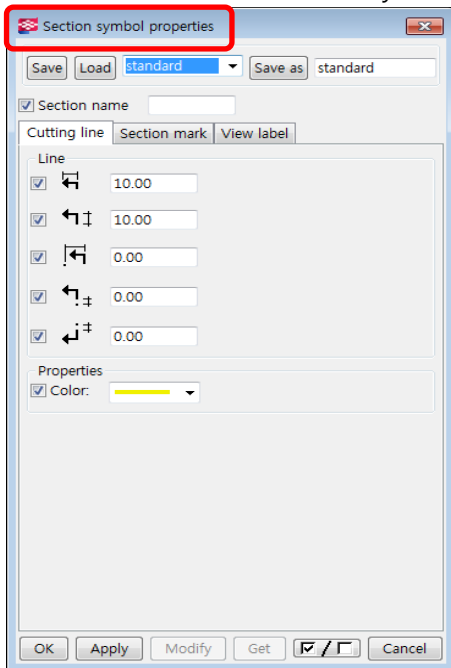 Section symbol properties
Save Load standard Save as standard
Section name
Cutting line Section mark View label
Line
10.00
10.00
0.00
0.00
0.00
Properties
Color:
OK Apply Modify Get / Cancel